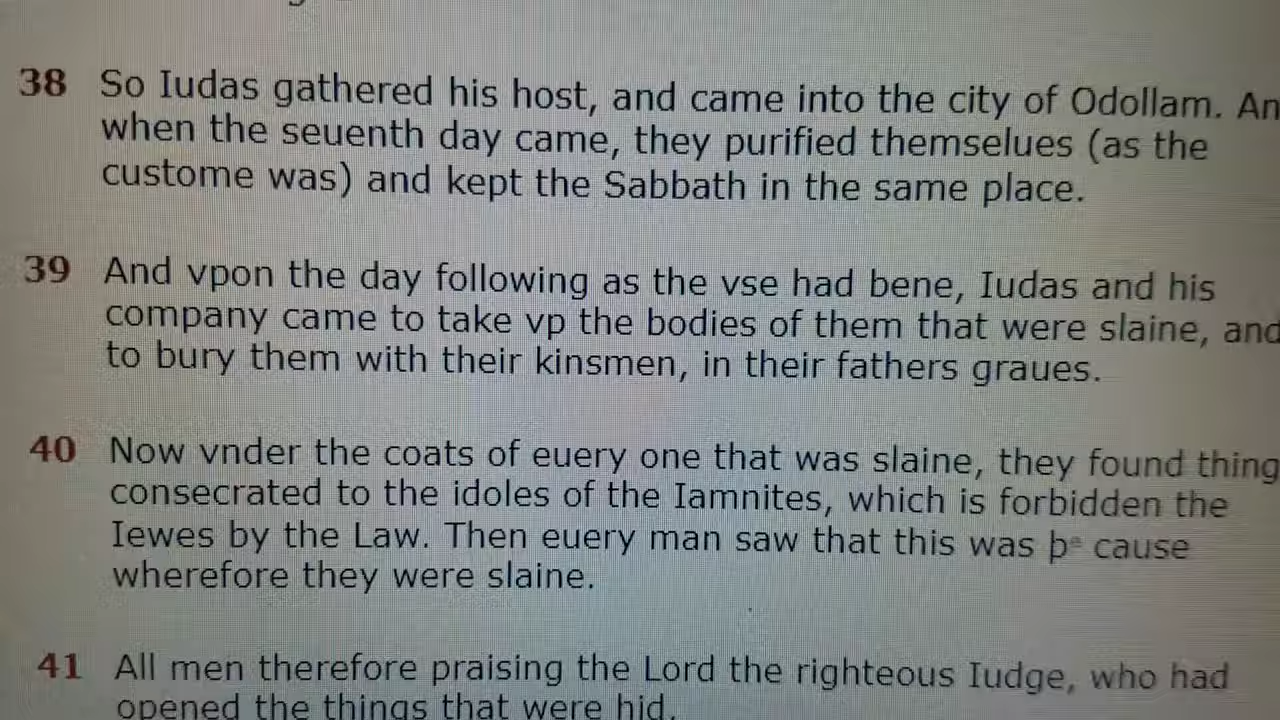 38 So Iudas gathered his host, and came into the city of Odollam. An
when the seuenth day came, they purified themselues (as the
custome was) and kept the Sabbath in the same place.
39 And vpon the day following as the vse had bene, Iudas and his
company came to take vp the bodies of them that were slaine, and
to bury them with their kinsmen, in their fathers graues.
40 Now vnder the coats of euery one that was slaine, they found thing
consecrated to the idoles of the Iamnites, which is forbidden the
Iewes by the Law. Then euery man saw that this was þᵉ cause
wherefore they were slaine.
41 All men therefore praising the Lord the righteous Iudge, who had
opened the things that were hid,